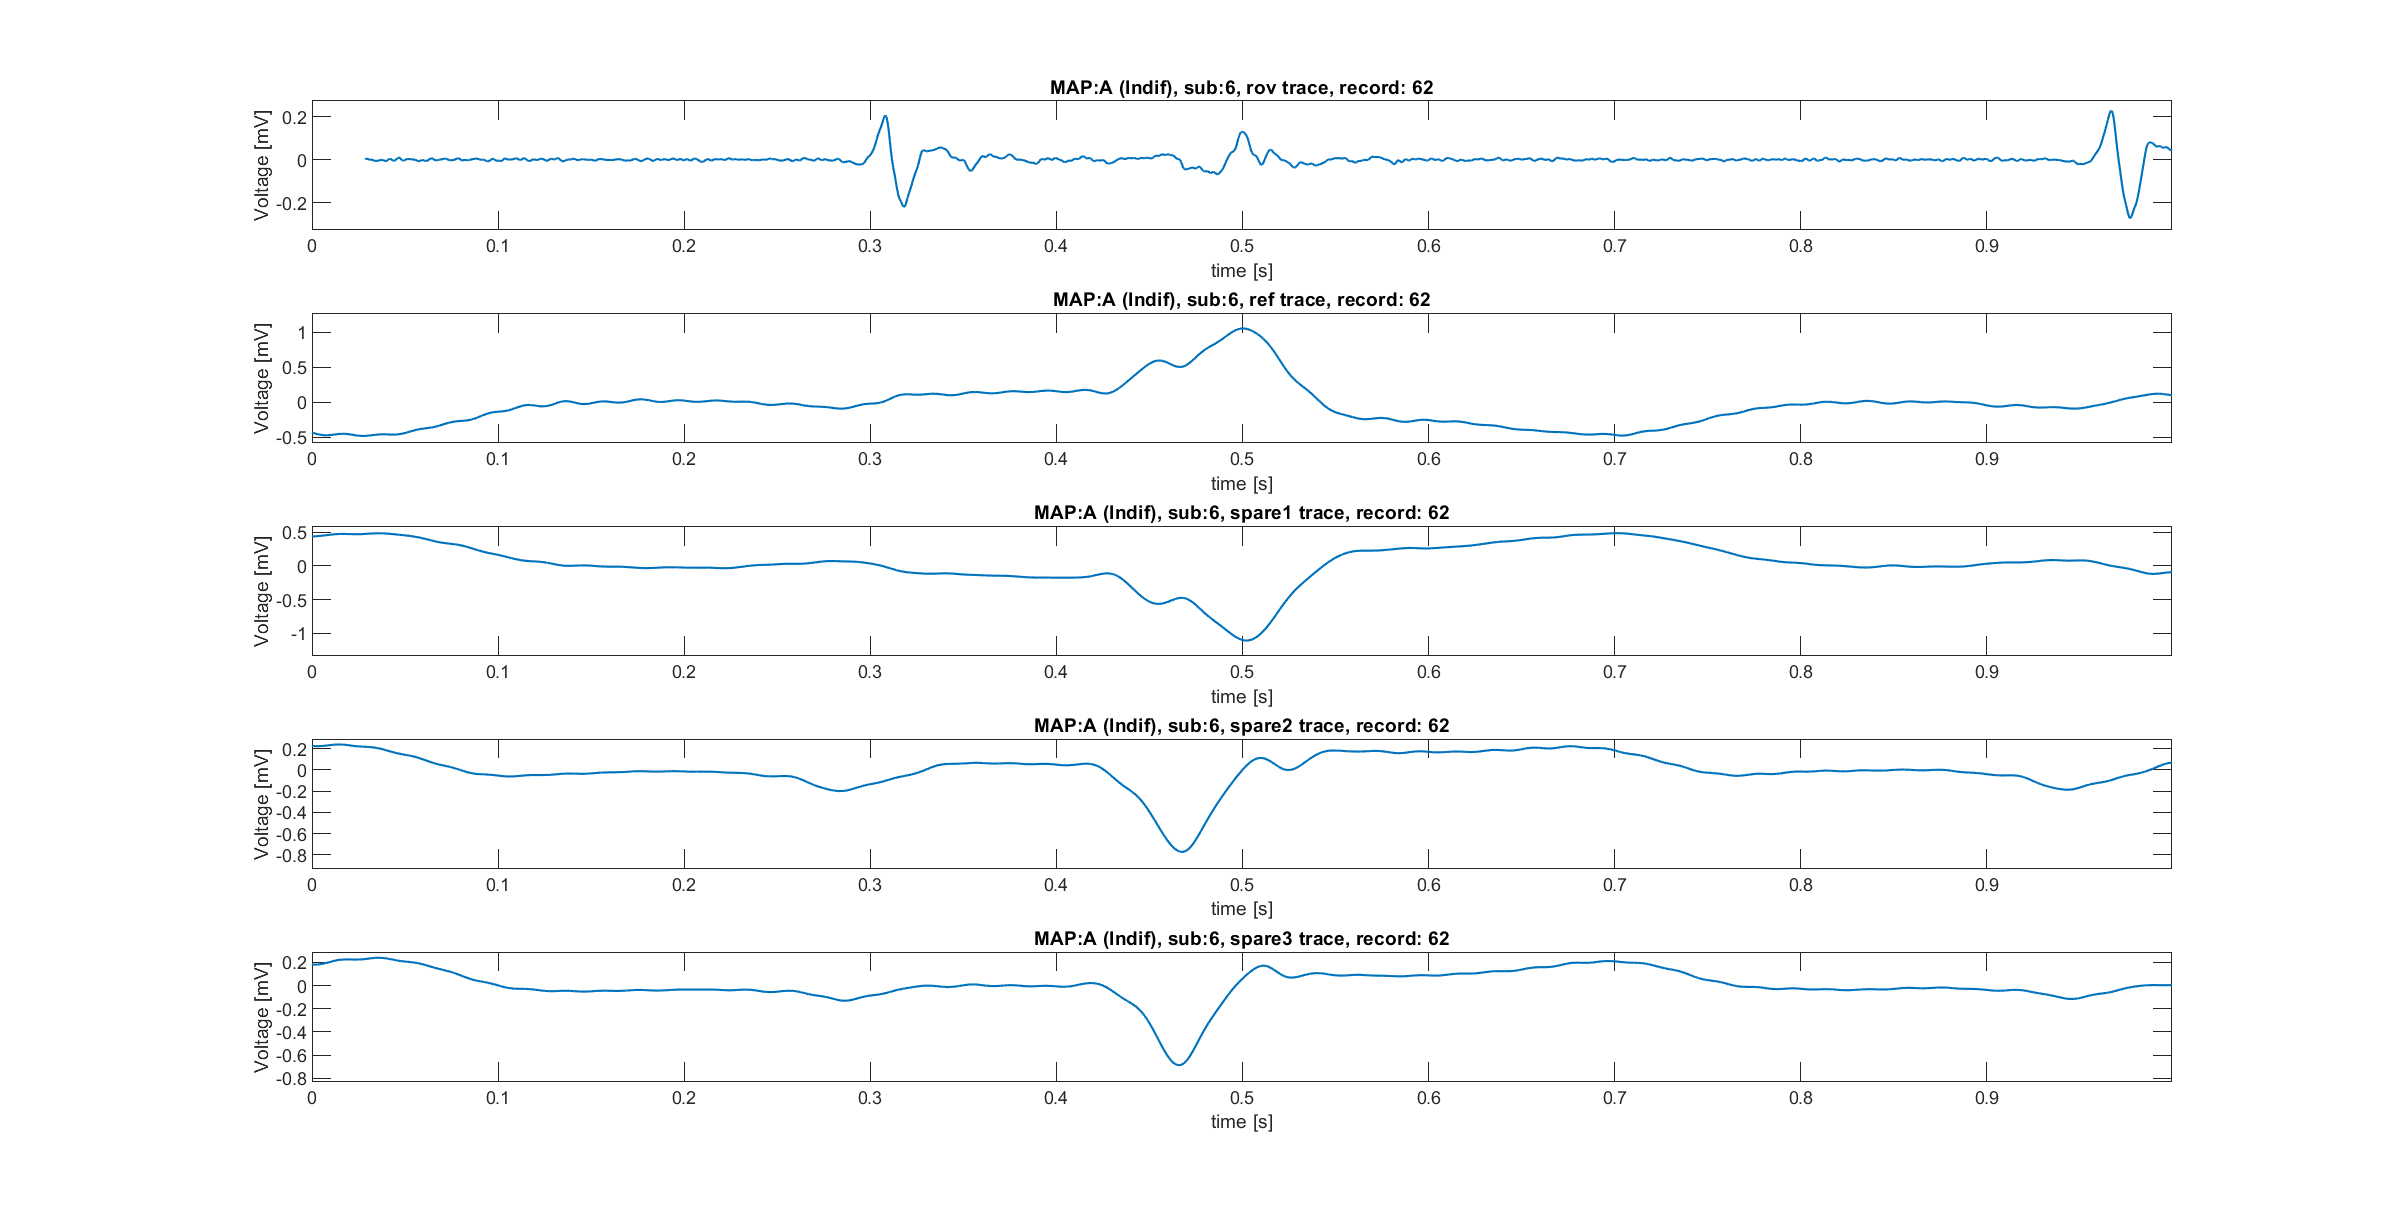 MAP:A (Indif), sub:6, rov trace, record: 62
Voltage [mV]
0.2
0
-0.2
0 0.1 0.2 0.3 0.4 0.5 0.6 0.7 0.8 0.9
time [s]
MAP:A (Indif), sub:6, ref trace, record: 62
Voltage [mV]
1
0.5
0
-0.5
0 0.1 0.2 0.3 0.4 0.5 0.6 0.7 0.8 0.9
time [s]
MAP:A (Indif), sub:6, spare1 trace, record: 62
Voltage [mV]
0.5
0
-0.5
-1
0 0.1 0.2 0.3 0.4 0.5 0.6 0.7 0.8 0.9
time [s]
MAP:A (Indif), sub:6, spare2 trace, record: 62
Voltage [mV]
0.2
0
-0.2
-0.4
-0.6
-0.8
0 0.1 0.2 0.3 0.4 0.5 0.6 0.7 0.8 0.9
time [s]
MAP:A (Indif), sub:6, spare3 trace, record: 62
Voltage [mV]
0.2
0
-0.2
-0.4
-0.6
-0.8
0 0.1 0.2 0.3 0.4 0.5 0.6 0.7 0.8 0.9
time [s]